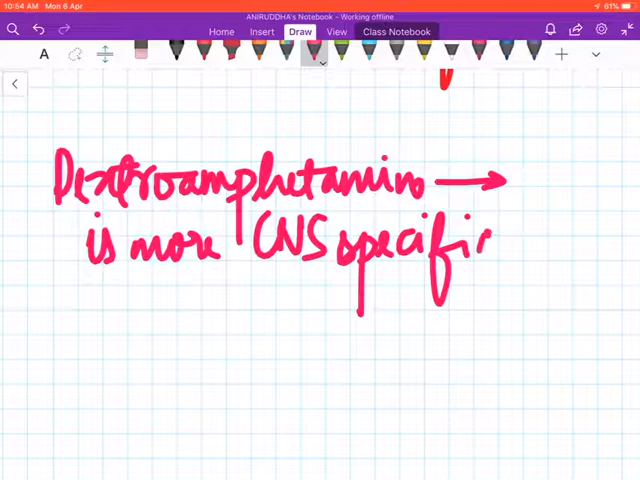 10:54 AM Mon 6 Apr 61%
ANIRUDDHA's Notebook - Working offline
Home Insert Draw View Class Notebook
A
Dextroamphetamine →
is more CNS specific